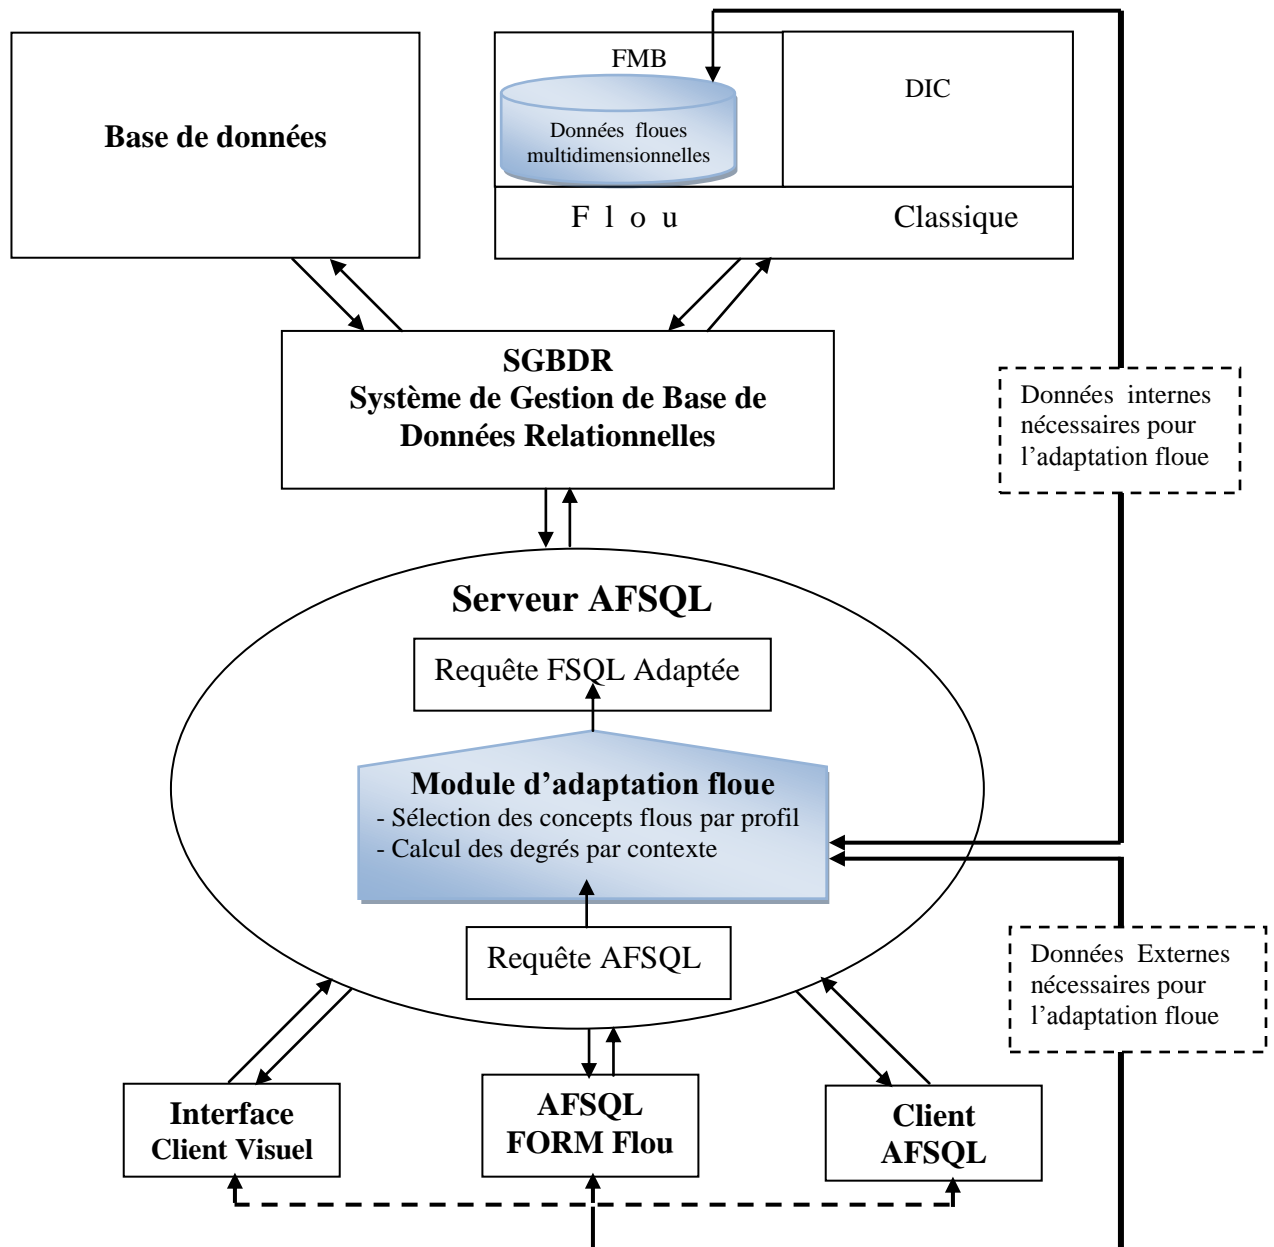 Base de données
FMB
DIC
Données floues
multidimensionnelles
F l o u
Classique
SGBDR
Système de Gestion de Base de
Données Relationnelles
Données internes
nécessaires pour
l’adaptation floue
Serveur AFSQL
Requête FSQL Adaptée
Module d’adaptation floue
- Sélection des concepts flous par profil
- Calcul des degrés par contexte
Requête AFSQL
Données Externes
nécessaires pour
l’adaptation floue
Interface
Client Visuel
AFSQL
FORM Flou
Client
AFSQL